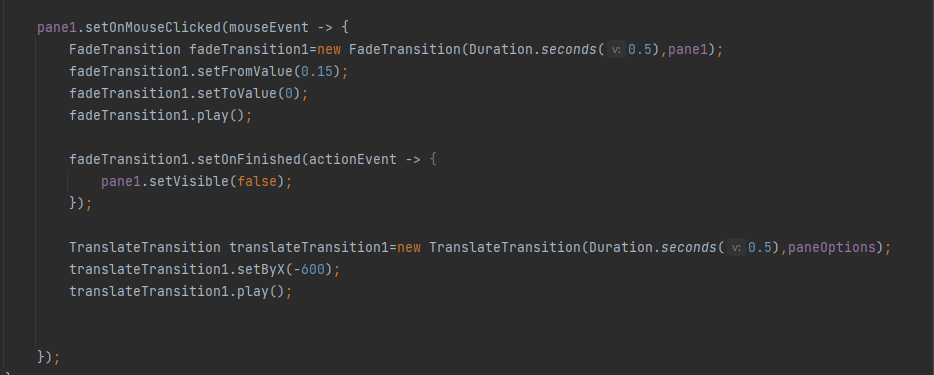 pane1.setOnMouseClicked(mouseEvent -> {
FadeTransition fadeTransition1=new FadeTransition(Duration.seconds( v: 0.5),pane1);
fadeTransition1.setFromValue(0.15);
fadeTransition1.setToValue(0);
fadeTransition1.play();
fadeTransition1.setOnFinished(actionEvent -> {
pane1.setVisible(false);
});
TranslateTransition translateTransition1=new TranslateTransition(Duration.seconds( v: 0.5),paneOptions);
translateTransition1.setByX(-600);
translateTransition1.play();
});